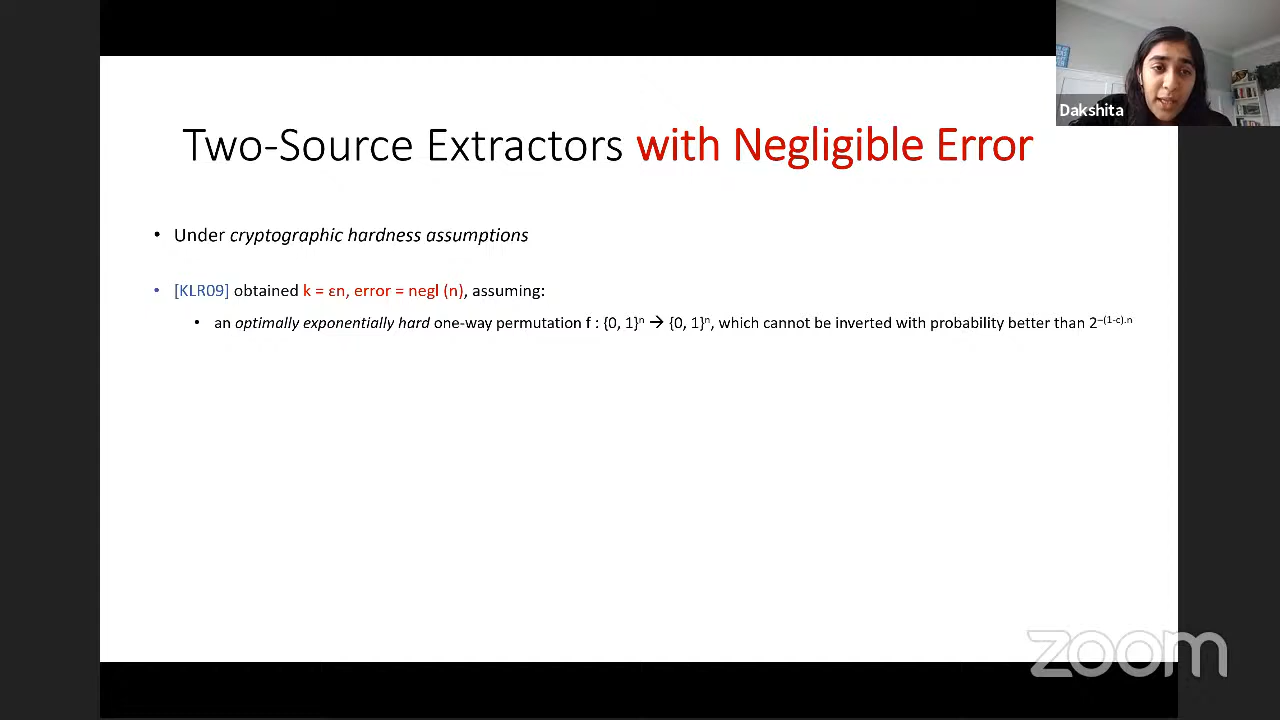 Dakshita
Two-Source Extractors with Negligible Error
• Under cryptographic hardness assumptions
• [KLR09] obtained k = εn, error = negl (n), assuming:
• an optimally exponentially hard one-way permutation f : {0, 1}ⁿ → {0, 1}ⁿ, which cannot be inverted with probability better than 2⁻⁽¹⁻ᶜ⁾·ⁿ
zoom